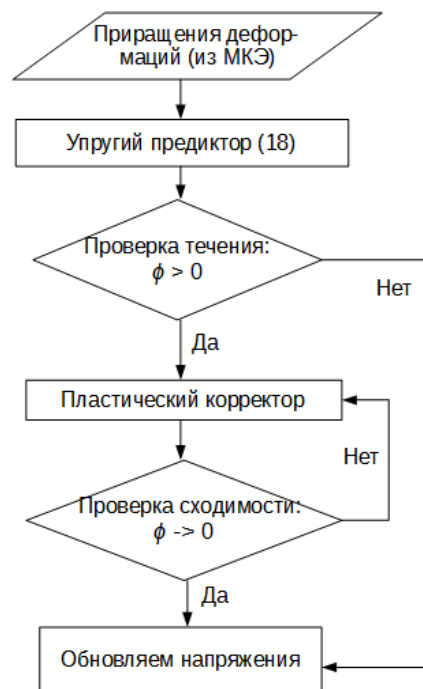 Приращения дефор-
маций (из МКЭ)
Упругий предиктор (18)
Проверка течения:
ϕ > 0
Нет
Да
Пластический корректор
Нет
Проверка сходимости:
ϕ -> 0
Да
Обновляем напряжения